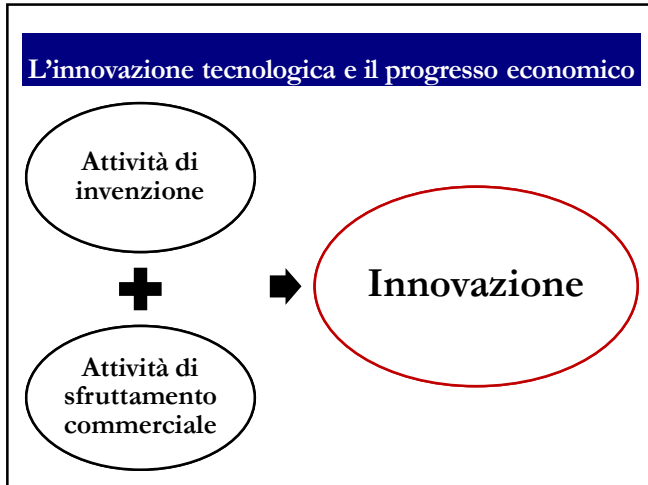 L’innovazione tecnologica e il progresso economico
Attività di
invenzione
Innovazione
Attività di
sfruttamento
commerciale